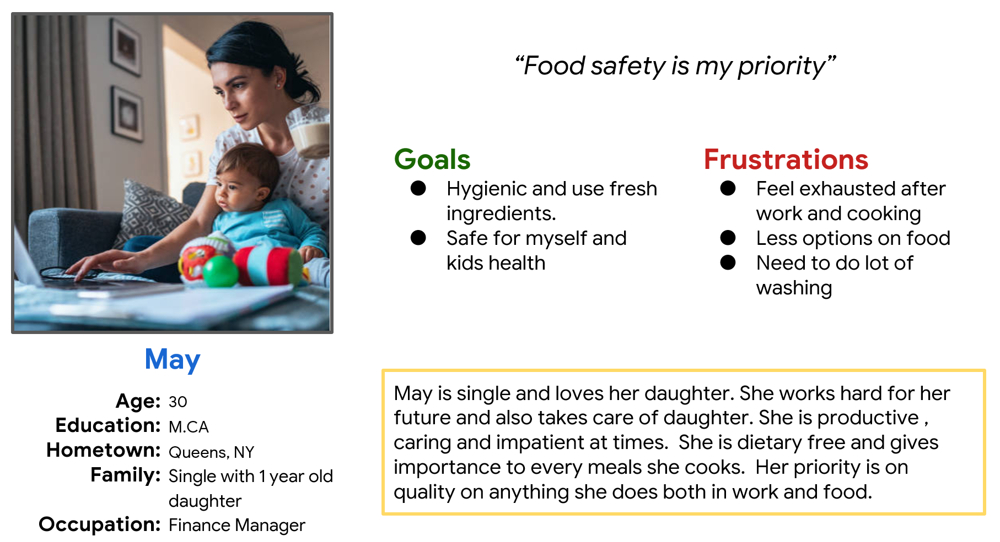 “Food safety is my priority”
Goals
● Hygienic and use fresh
ingredients.
● Safe for myself and
kids health
Frustrations
● Feel exhausted after
work and cooking
● Less options on food
● Need to do lot of
washing
May
Age: 30
Education: M.CA
Hometown: Queens, NY
Family: Single with 1 year old
daughter
Occupation: Finance Manager
May is single and loves her daughter. She works hard for her
future and also takes care of daughter. She is productive ,
caring and impatient at times.  She is dietary free and gives
importance to every meals she cooks.  Her priority is on
quality on anything she does both in work and food.